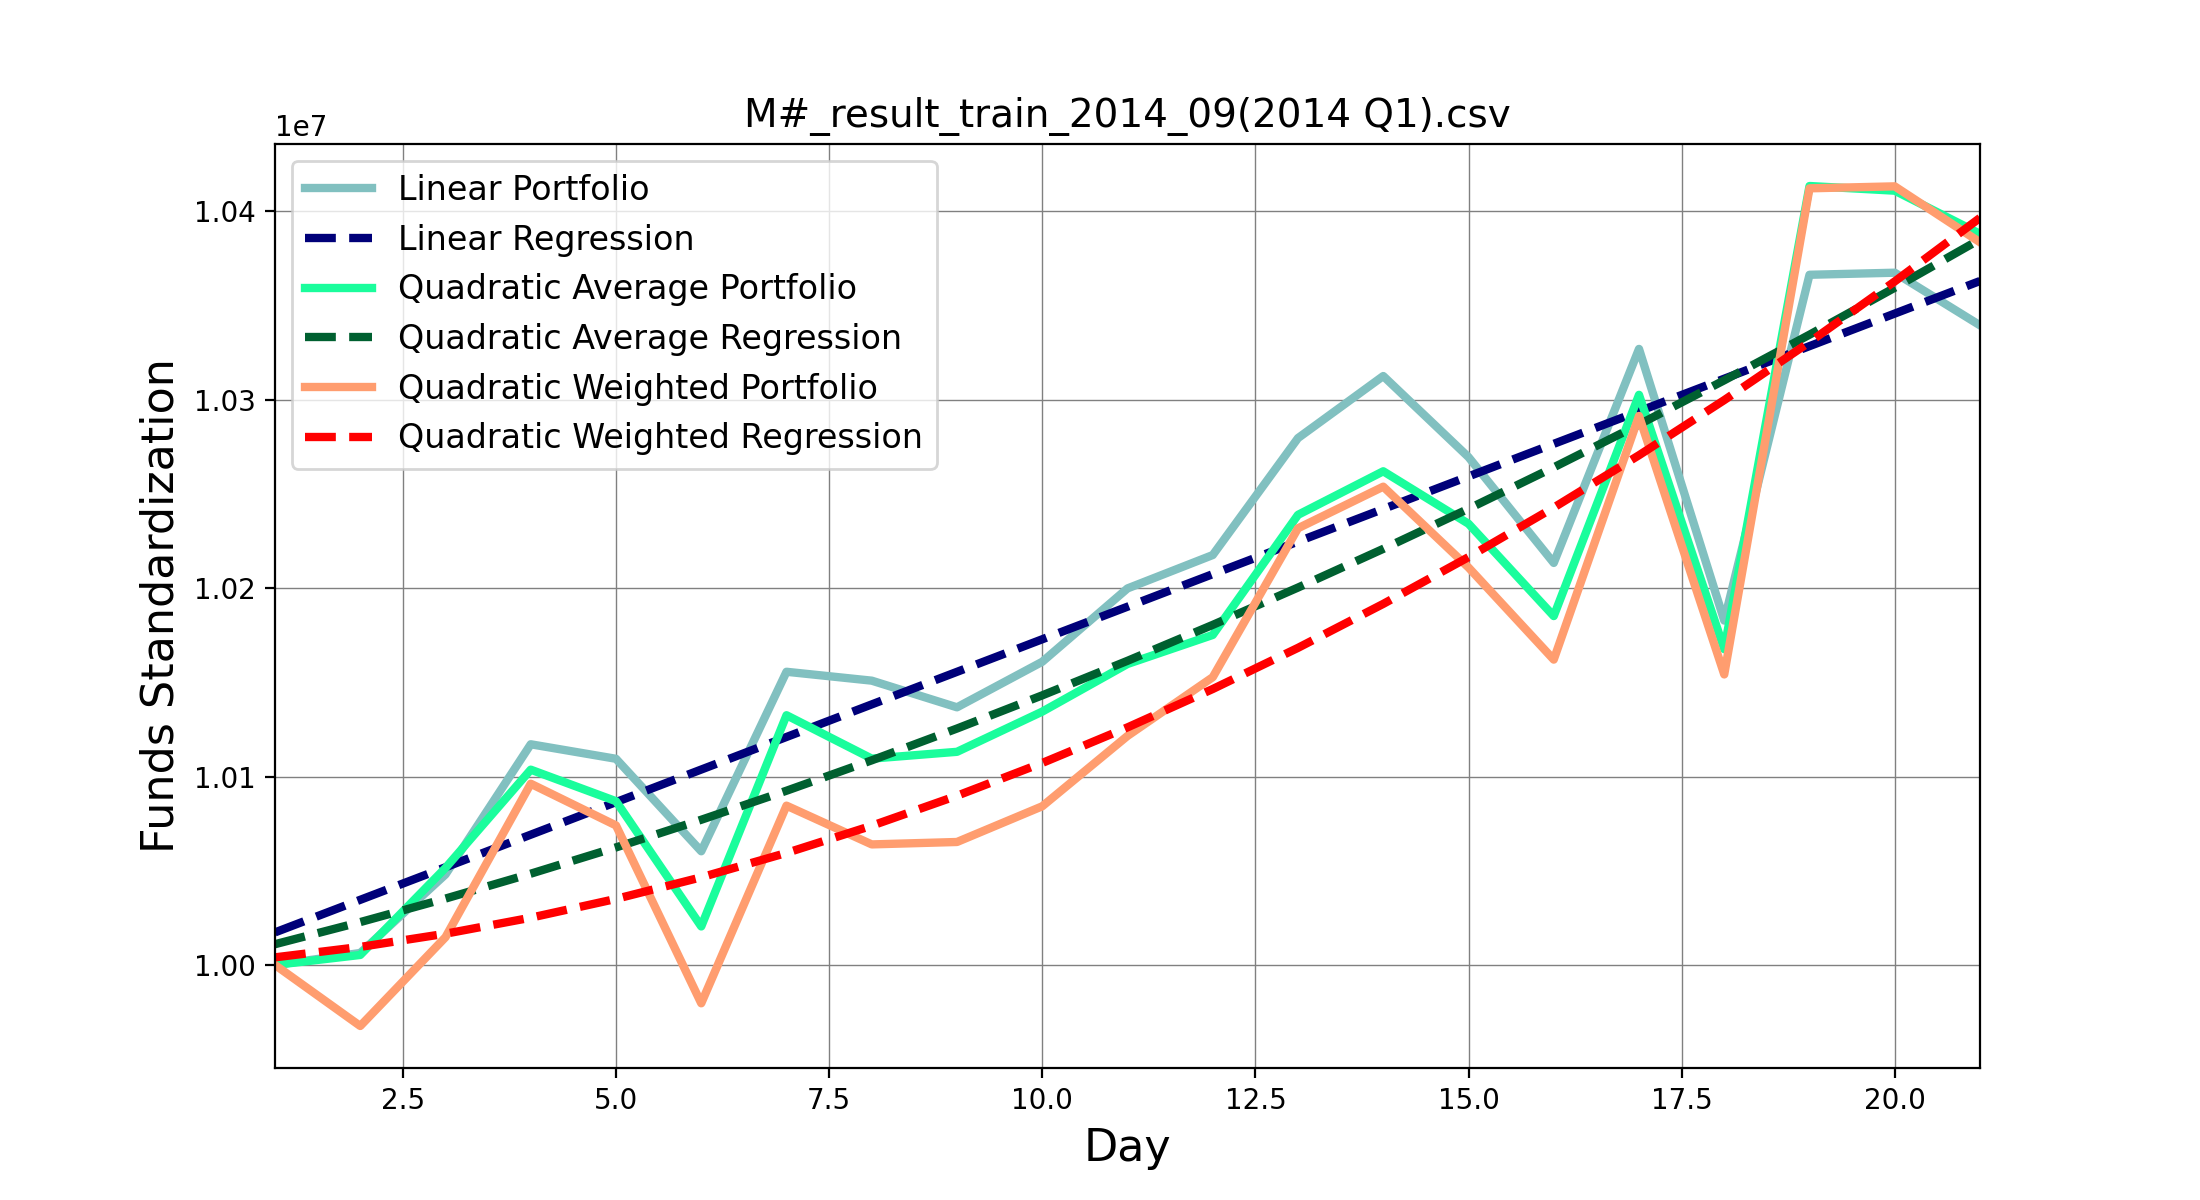 M#_result_train_2014_09(2014 Q1).csv
1e7
Linear Portfolio
Linear Regression
Quadratic Average Portfolio
Quadratic Average Regression
Quadratic Weighted Portfolio
Quadratic Weighted Regression
1.04
1.03
1.02
1.01
1.00
Funds Standardization
2.5 5.0 7.5 10.0 12.5 15.0 17.5 20.0
Day